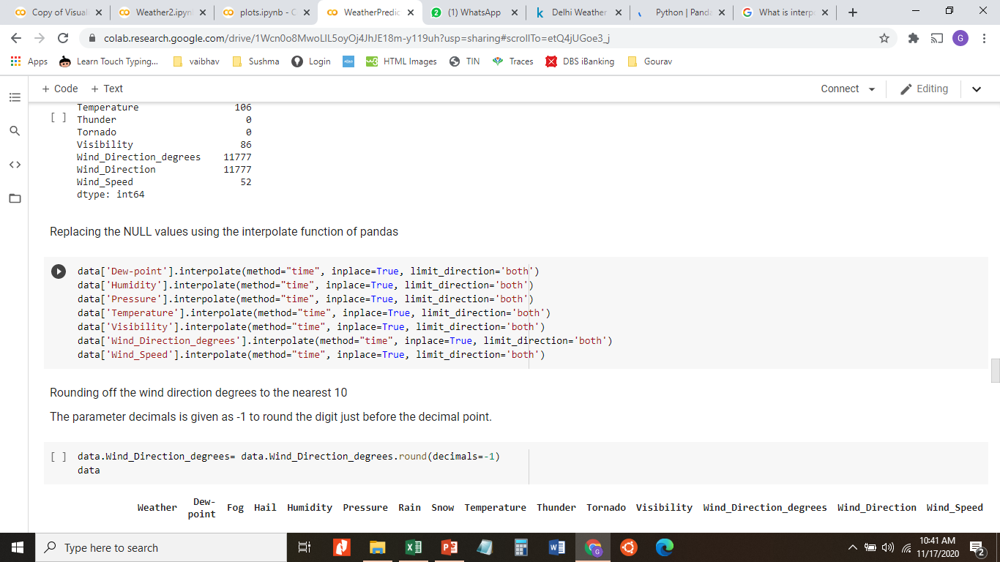 Copy of Visuali
Weather2.ipyn
plots.ipynb - C
WeatherPredic
2
(1) WhatsApp
k
Delhi Weather
Python | Panda
What is interpo
colab.research.google.com/drive/1Wcn0o8MwoLlL5oyOj4JhJE18m-y119uh?usp=sharing#scrollTo=etQ4jUGoe3_j
G
Apps
Learn Touch Typing...
vaibhav
Sushma
Login
HTML Images
TIN
Traces
DBS iBanking
Gourav
+ Code + Text
Connect
Editing
Temperature 106
[ ] Thunder 0
Tornado 0
Visibility 86
Wind_Direction_degrees 11777
Wind_Direction 11777
Wind_Speed 52
dtype: int64
Replacing the NULL values using the interpolate function of pandas
data['Dew-point'].interpolate(method="time", inplace=True, limit_direction='both')
data['Humidity'].interpolate(method="time", inplace=True, limit_direction='both')
data['Pressure'].interpolate(method="time", inplace=True, limit_direction='both')
data['Temperature'].interpolate(method="time", inplace=True, limit_direction='both')
data['Visibility'].interpolate(method="time", inplace=True, limit_direction='both')
data['Wind_Direction_degrees'].interpolate(method="time", inplace=True, limit_direction='both')
data['Wind_Speed'].interpolate(method="time", inplace=True, limit_direction='both')
Rounding off the wind direction degrees to the nearest 10
The parameter decimals is given as -1 to round the digit just before the decimal point.
[ ] data.Wind_Direction_degrees= data.Wind_Direction_degrees.round(decimals=-1)
data
Weather Dew-point Fog Hail Humidity Pressure Rain Snow Temperature Thunder Tornado Visibility Wind_Direction_degrees Wind_Direction Wind_Speed
Type here to search
10:41 AM
11/17/2020
2